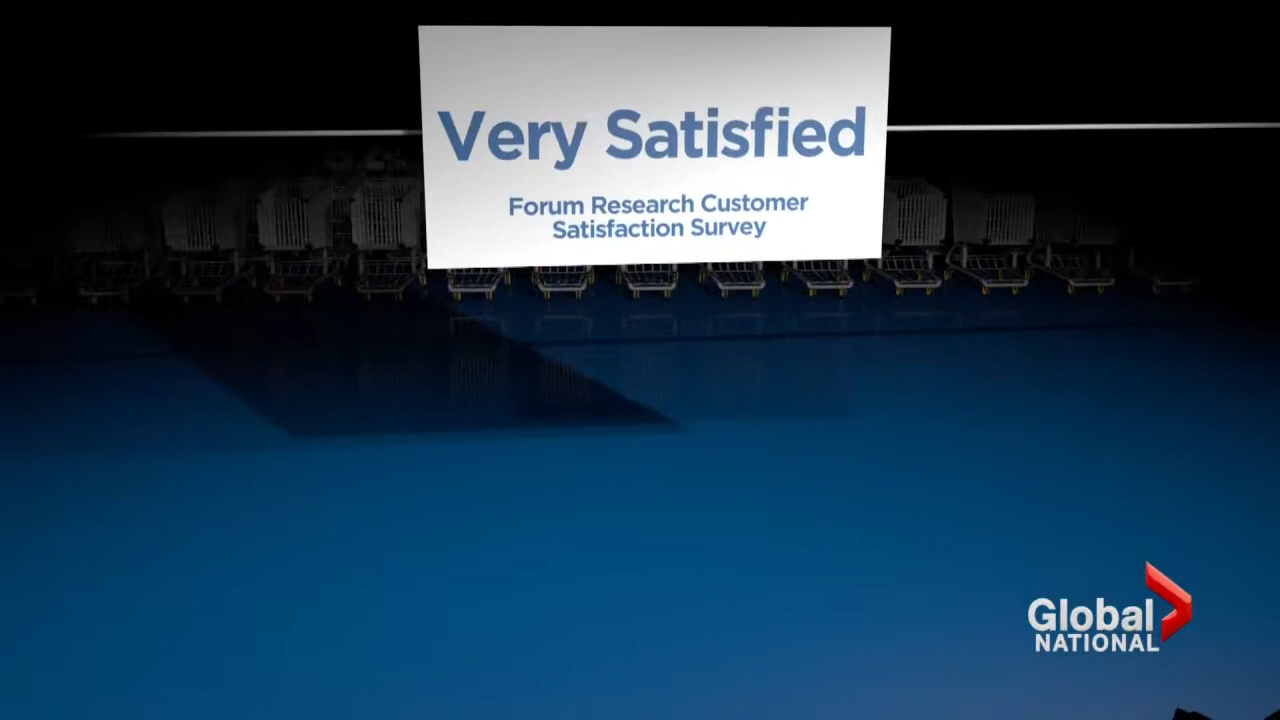 Very Satisfied
Forum Research Customer
Satisfaction Survey
Global
NATIONAL